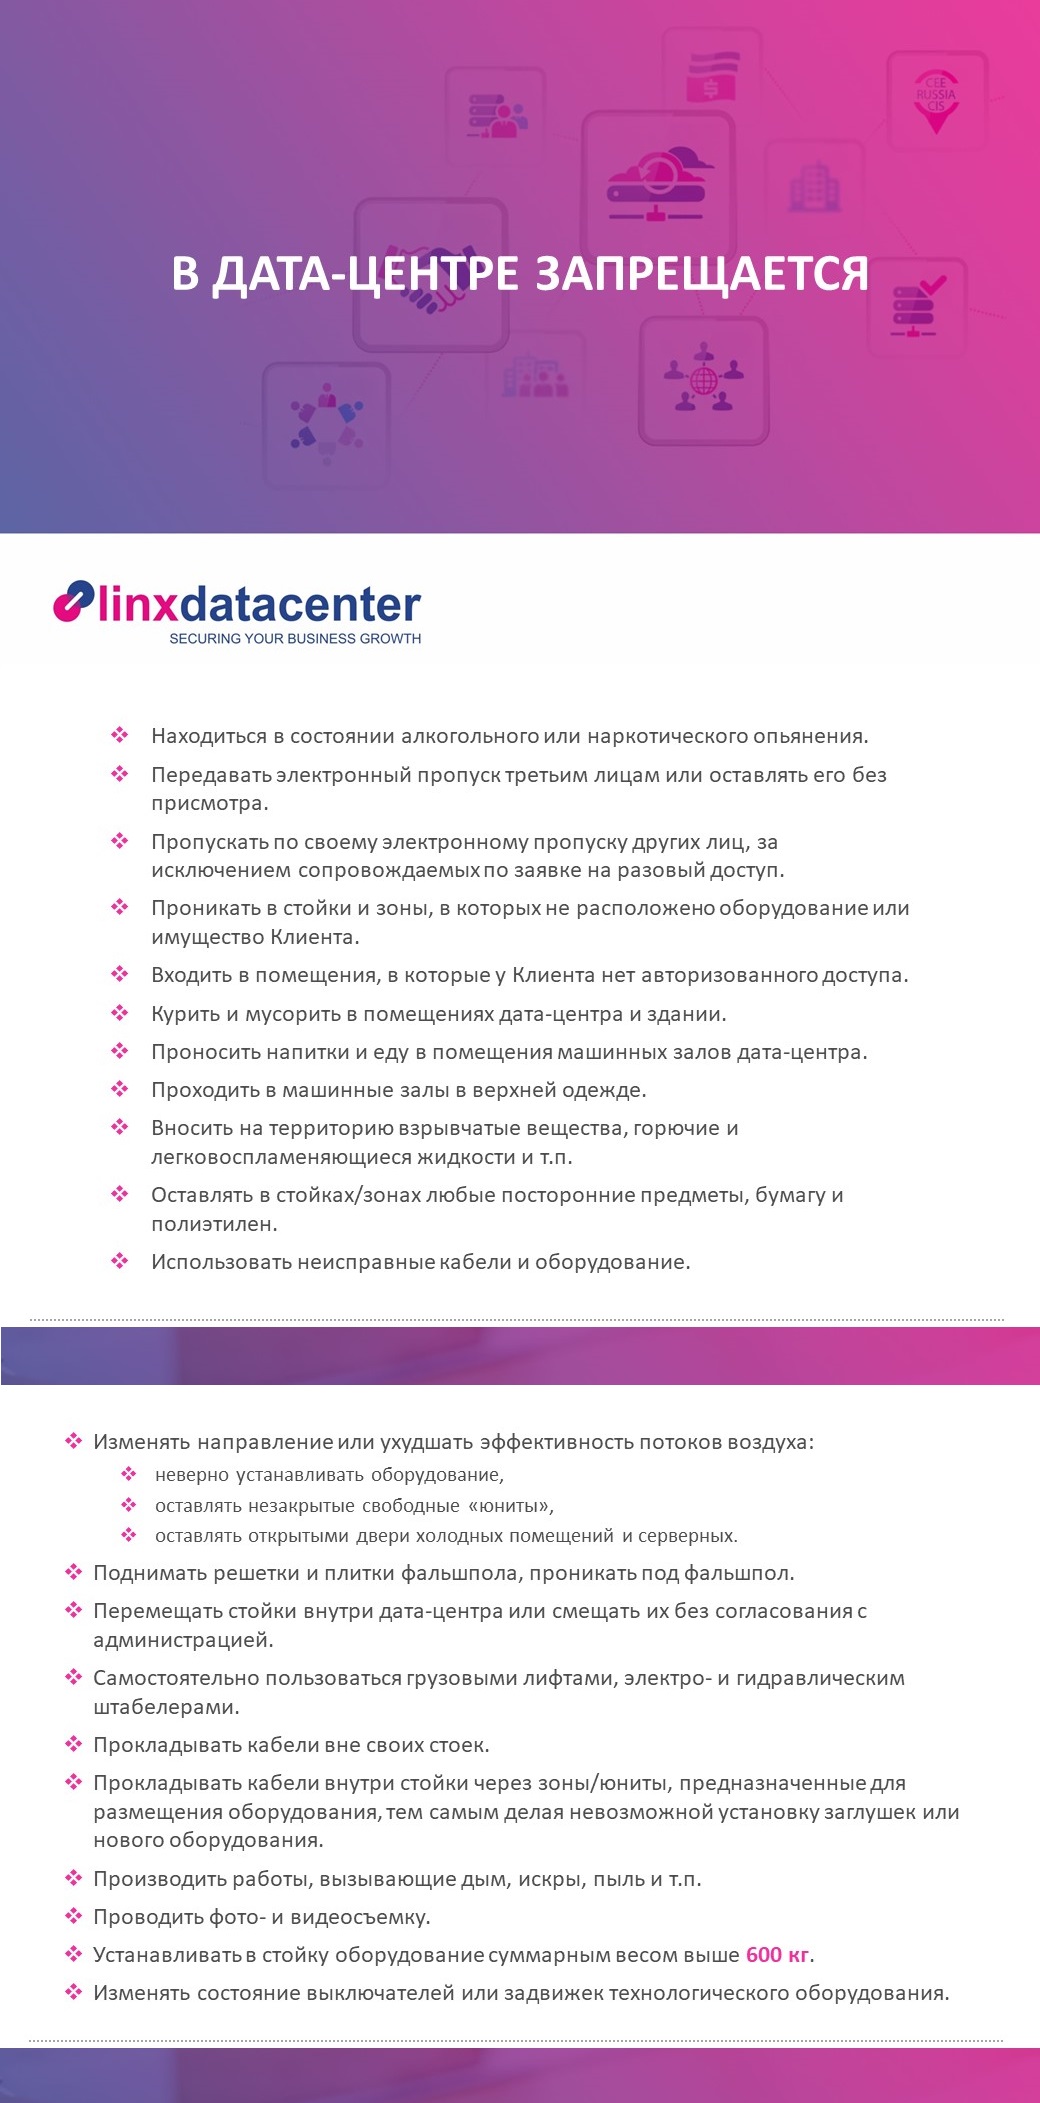 CEE
RUSSIA
CIS
В ДАТА-ЦЕНТРЕ ЗАПРЕЩАЕТСЯ
linxdatacenter
SECURING YOUR BUSINESS GROWTH
❖ Находиться в состоянии алкогольного или наркотического опьянения.
❖ Передавать электронный пропуск третьим лицам или оставлять его без
присмотра.
❖ Пропускать по своему электронному пропуску других лиц, за
исключением сопровождаемых по заявке на разовый доступ.
❖ Проникать в стойки и зоны, в которых не расположено оборудование или
имущество Клиента.
❖ Входить в помещения, в которые у Клиента нет авторизованного доступа.
❖ Курить и мусорить в помещениях дата-центра и здании.
❖ Проносить напитки и еду в помещения машинных залов дата-центра.
❖ Проходить в машинные залы в верхней одежде.
❖ Вносить на территорию взрывчатые вещества, горючие и
легковоспламеняющиеся жидкости и т.п.
❖ Оставлять в стойках/зонах любые посторонние предметы, бумагу и
полиэтилен.
❖ Использовать неисправные кабели и оборудование.
❖ Изменять направление или ухудшать эффективность потоков воздуха:
❖ неверно устанавливать оборудование,
❖ оставлять незакрытые свободные «юниты»,
❖ оставлять открытыми двери холодных помещений и серверных.
❖ Поднимать решетки и плитки фальшпола, проникать под фальшпол.
❖ Перемещать стойки внутри дата-центра или смещать их без согласования с
администрацией.
❖ Самостоятельно пользоваться грузовыми лифтами, электро- и гидравлическим
штабелерами.
❖ Прокладывать кабели вне своих стоек.
❖ Прокладывать кабели внутри стойки через зоны/юниты, предназначенные для
размещения оборудования, тем самым делая невозможной установку заглушек или
нового оборудования.
❖ Производить работы, вызывающие дым, искры, пыль и т.п.
❖ Проводить фото- и видеосъемку.
❖ Устанавливать в стойку оборудование суммарным весом выше 600 кг.
❖ Изменять состояние выключателей или задвижек технологического оборудования.